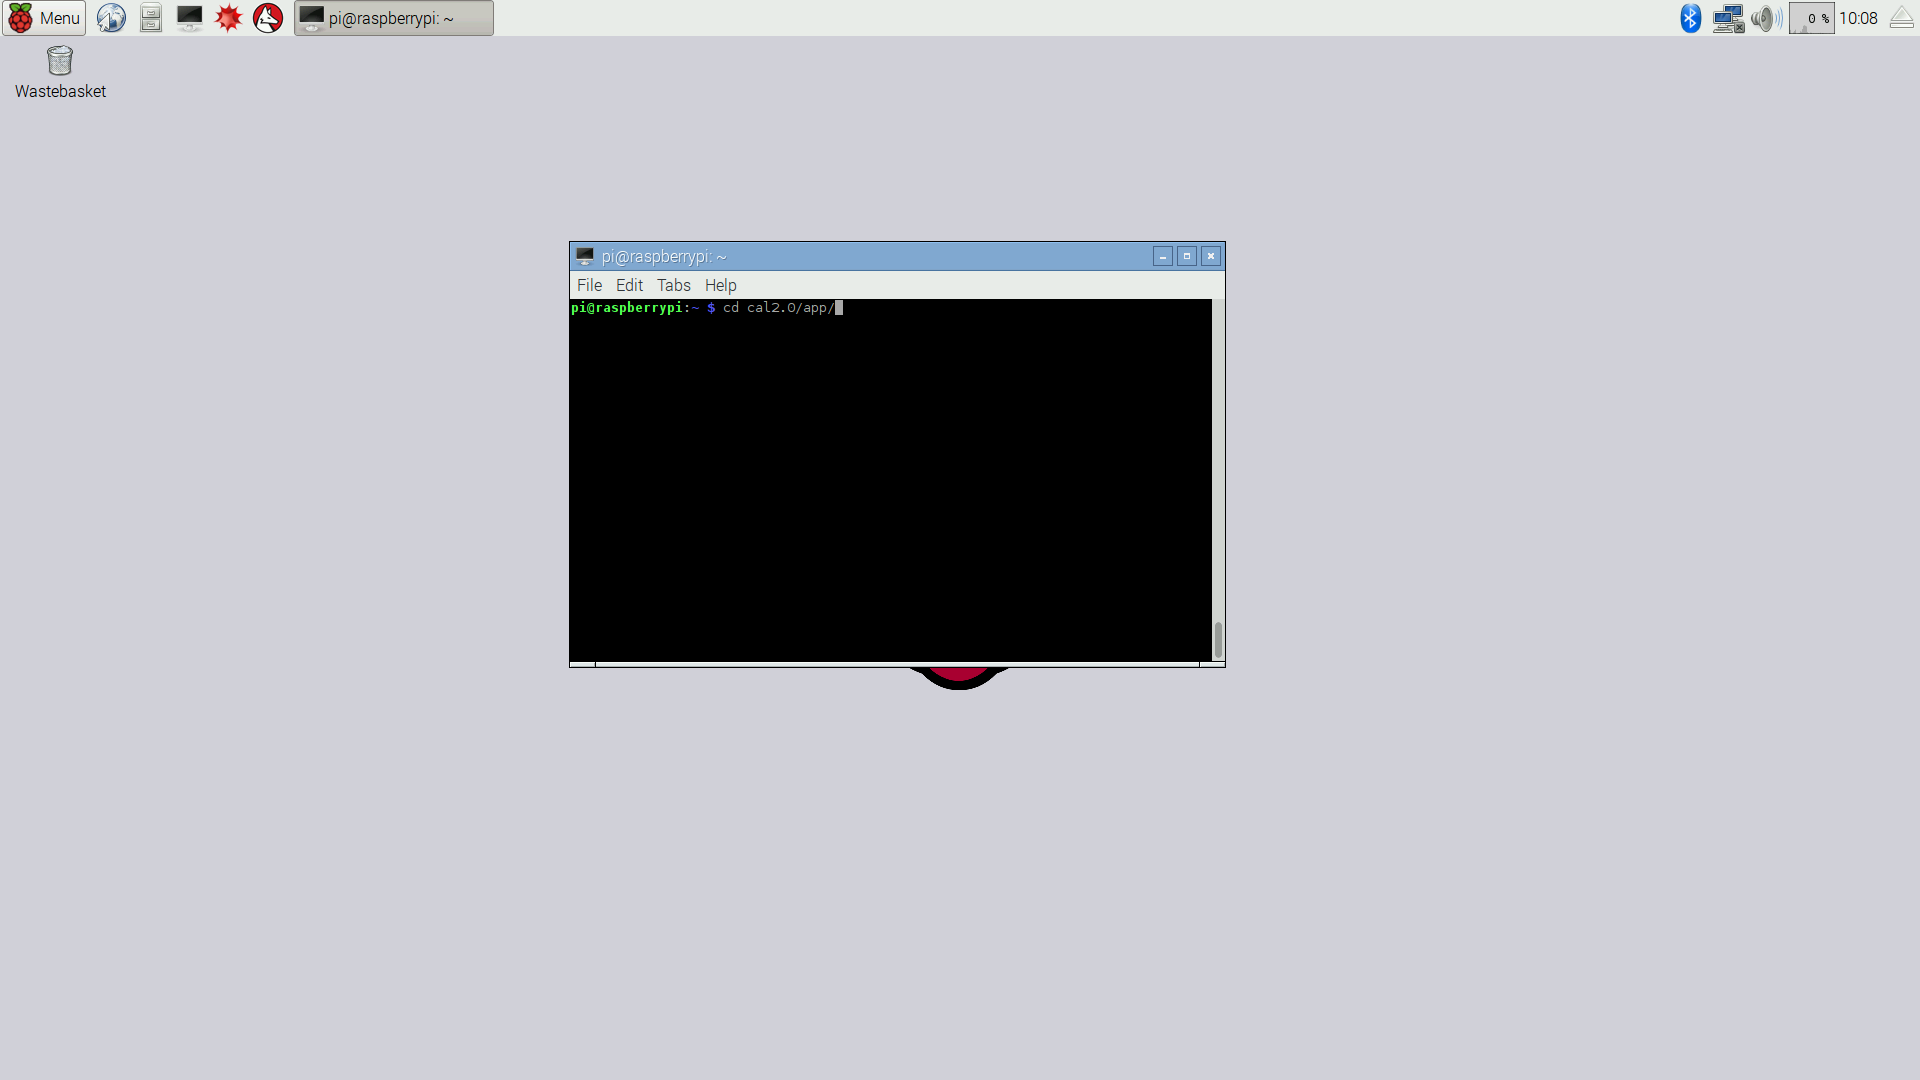 Menu
pi@raspberrypi: ~
0 %
10:08
Wastebasket
pi@raspberrypi: ~
File Edit Tabs Help
pi@raspberrypi:~ $ cd cal2.0/app/